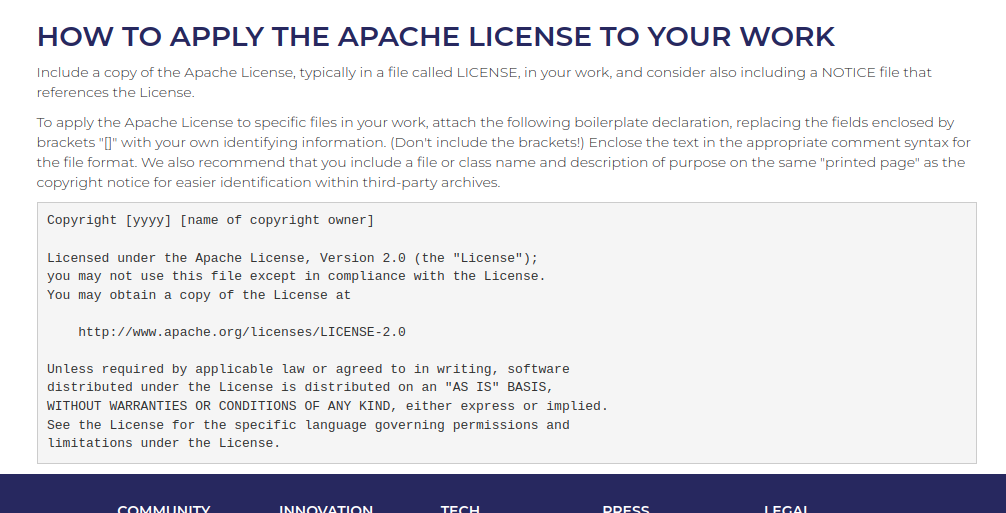 HOW TO APPLY THE APACHE LICENSE TO YOUR WORK
Include a copy of the Apache License, typically in a file called LICENSE, in your work, and consider also including a NOTICE file that
references the License.
To apply the Apache License to specific files in your work, attach the following boilerplate declaration, replacing the fields enclosed by
brackets "[]" with your own identifying information. (Don't include the brackets!) Enclose the text in the appropriate comment syntax for
the file format. We also recommend that you include a file or class name and description of purpose on the same "printed page" as the
copyright notice for easier identification within third-party archives.
Copyright [yyyy] [name of copyright owner]
Licensed under the Apache License, Version 2.0 (the "License");
you may not use this file except in compliance with the License.
You may obtain a copy of the License at
http://www.apache.org/licenses/LICENSE-2.0
Unless required by applicable law or agreed to in writing, software
distributed under the License is distributed on an "AS IS" BASIS,
WITHOUT WARRANTIES OR CONDITIONS OF ANY KIND, either express or implied.
See the License for the specific language governing permissions and
limitations under the License.
COMMUNITY INNOVATION TECH PRESS LEGAL